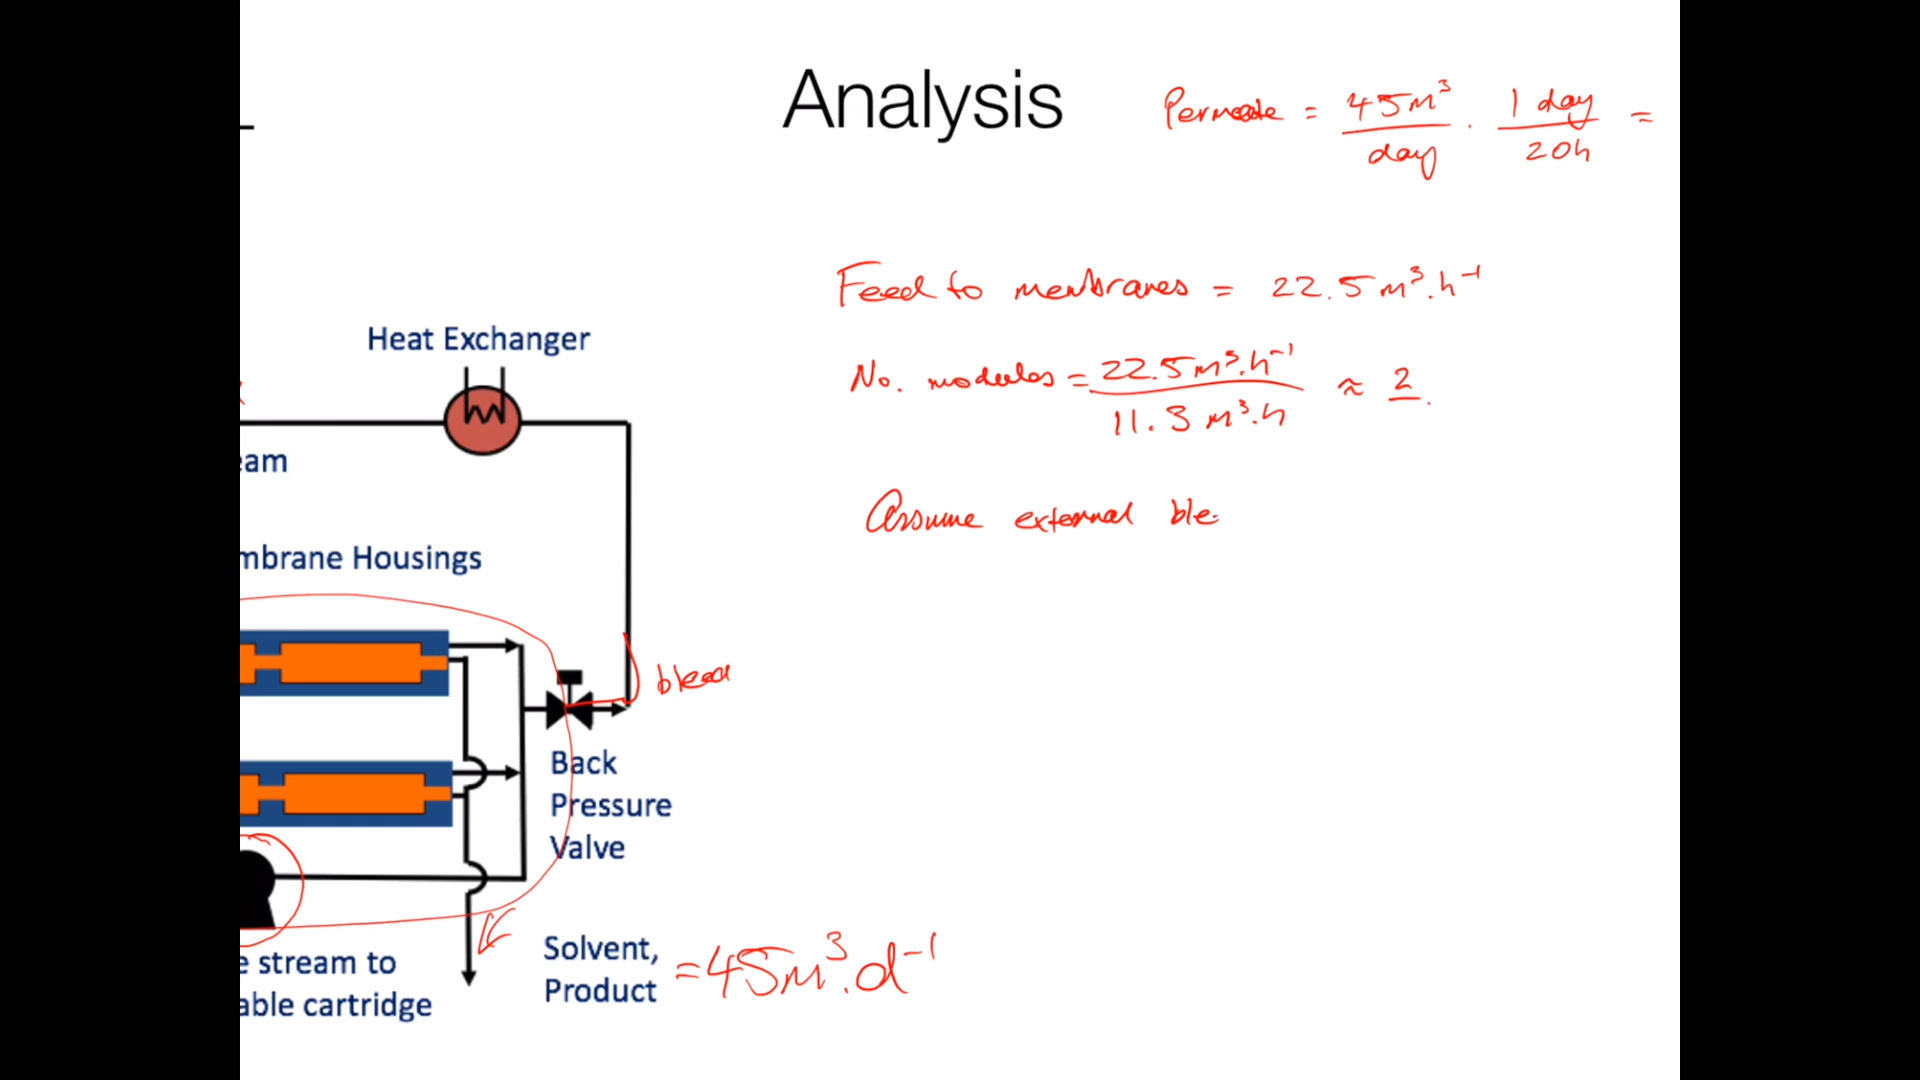 Analysis
Permeate = 45m³/day · 1 day/20h =
Feed to membranes = 22.5 m³.h⁻¹
Heat Exchanger
No. modules = 22.5m³.h⁻¹/11.3 m³.h ≈ 2.
eam
Assume external ble
mbrane Housings
bleed
Back
Pressure
Valve
Solvent,
Product
=45m³.d⁻¹
e stream to
able cartridge